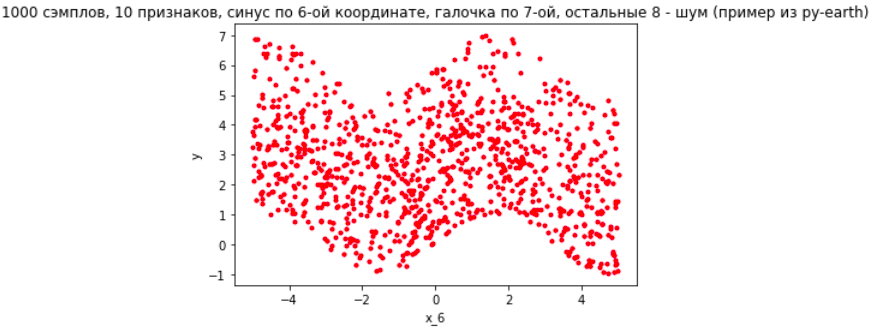 1000 сэмплов, 10 признаков, синус по 6-ой координате, галочка по 7-ой, остальные 8 - шум (пример из py-earth)
7
6
5
4
3
2
1
0
−1
y
−4 −2 0 2 4
x_6